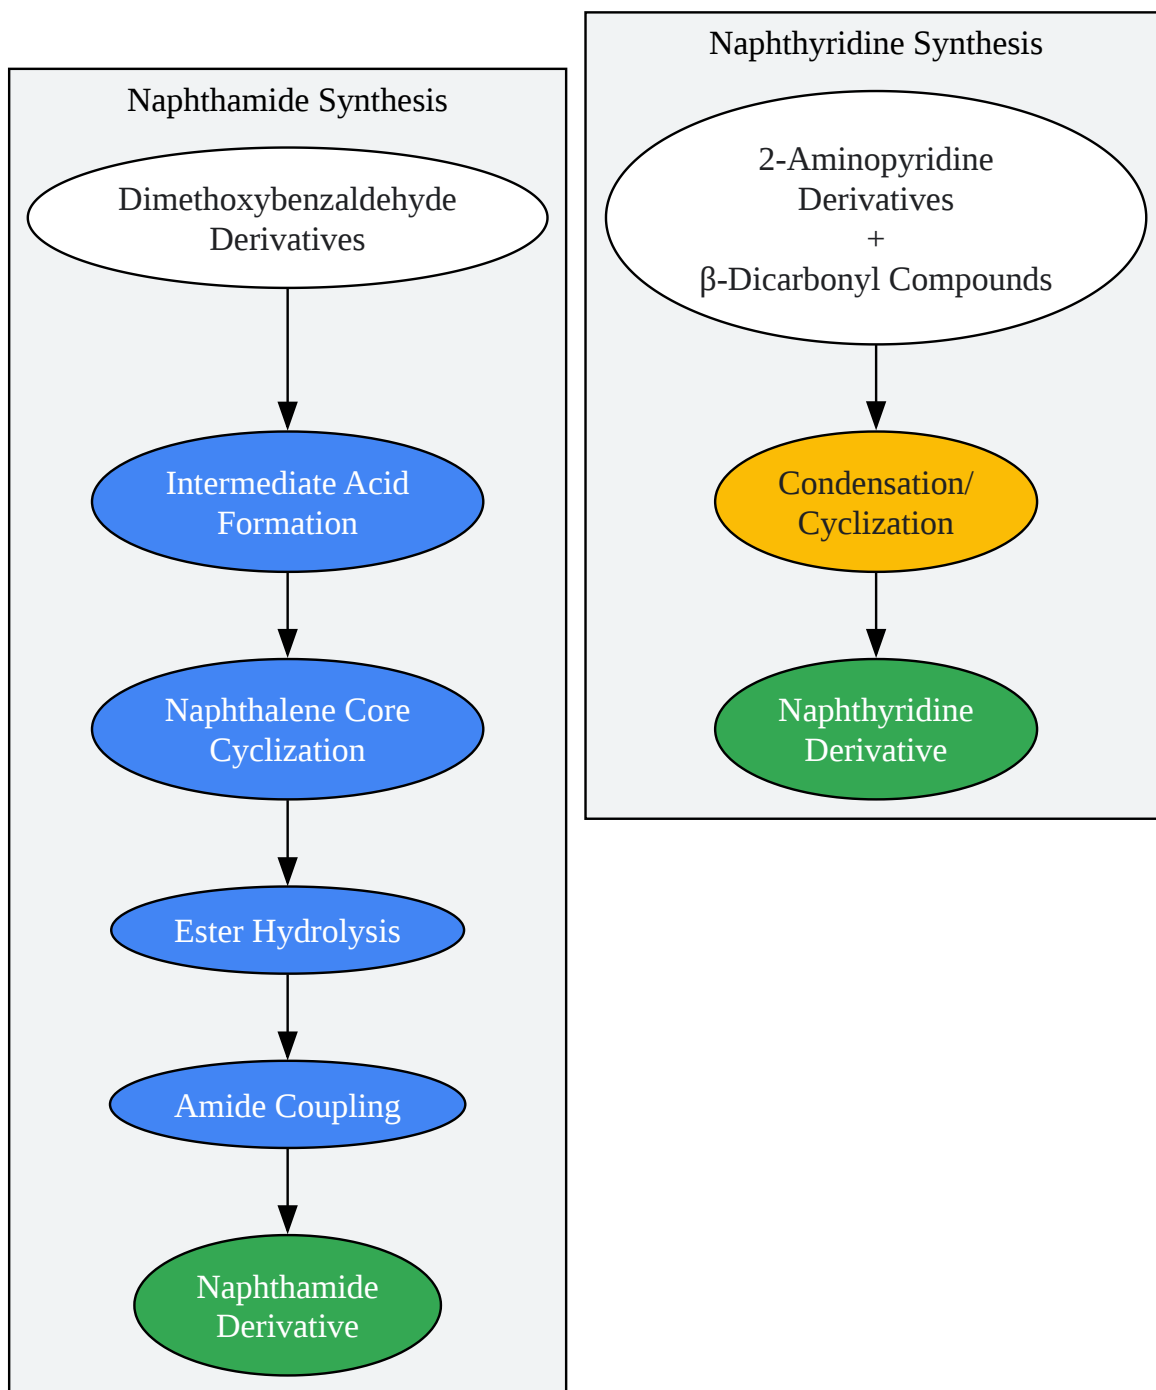 Naphthamide Synthesis
Dimethoxybenzaldehyde
Derivatives
Intermediate Acid
Formation
Naphthalene Core
Cyclization
Ester Hydrolysis
Amide Coupling
Naphthamide
Derivative
Naphthyridine Synthesis
2-Aminopyridine
Derivatives
+
β-Dicarbonyl Compounds
Condensation/
Cyclization
Naphthyridine
Derivative